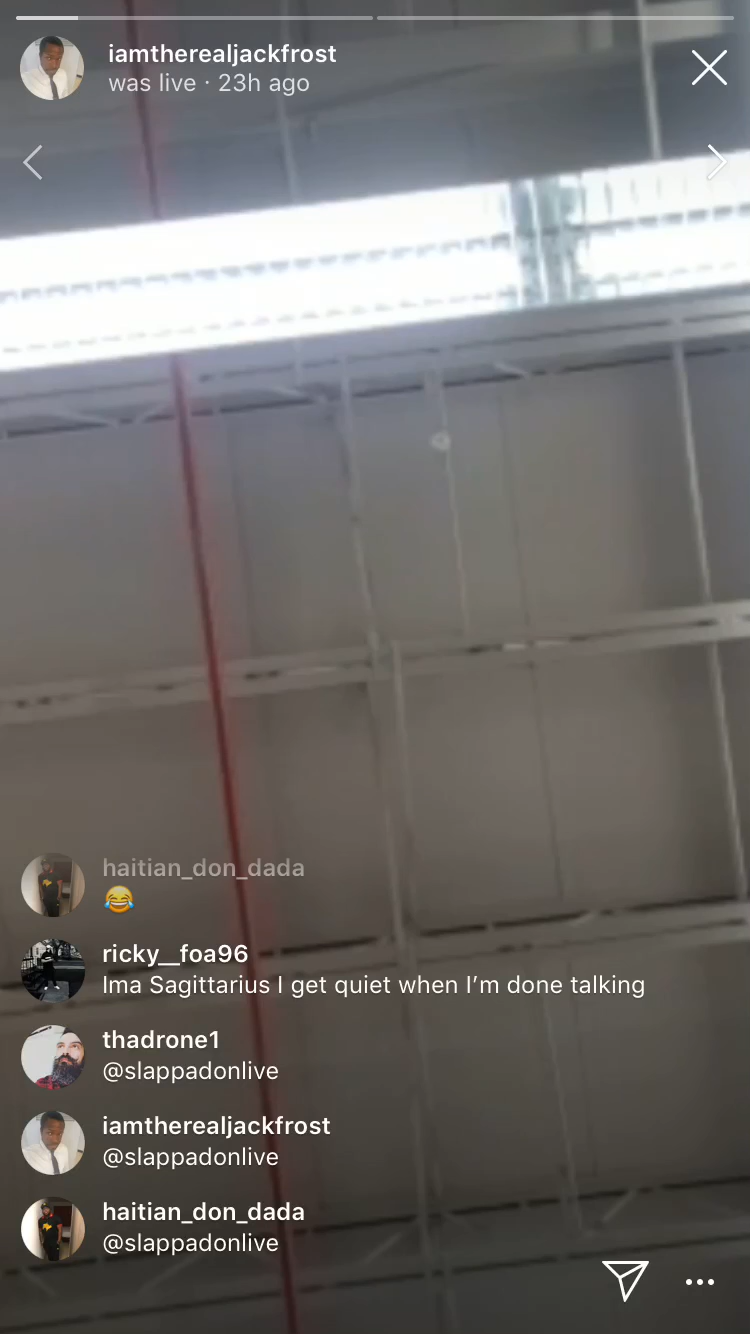 iamtherealjackfrost
was live · 23h ago
haitian_don_dada
😂
ricky__foa96
Ima Sagittarius I get quiet when I'm done talking
thadrone1
@slappadonlive
iamtherealjackfrost
@slappadonlive
haitian_don_dada
@slappadonlive